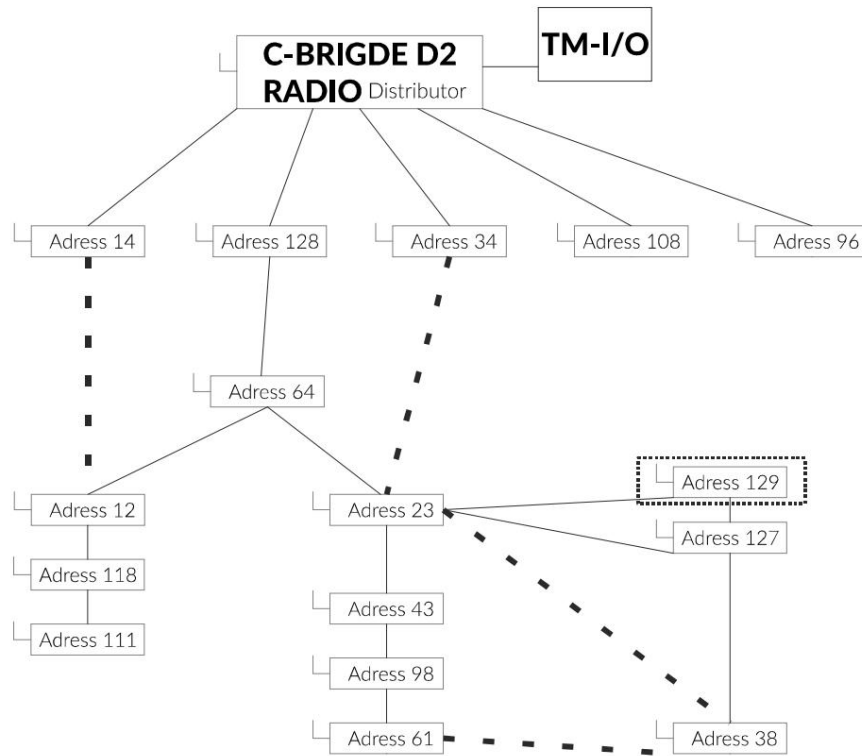 C-BRIGDE D2
RADIO Distributor
TM-I/O
Adress 14
Adress 128
Adress 34
Adress 108
Adress 96
Adress 64
Adress 129
Adress 12
Adress 23
Adress 127
Adress 118
Adress 43
Adress 111
Adress 98
Adress 61
Adress 38